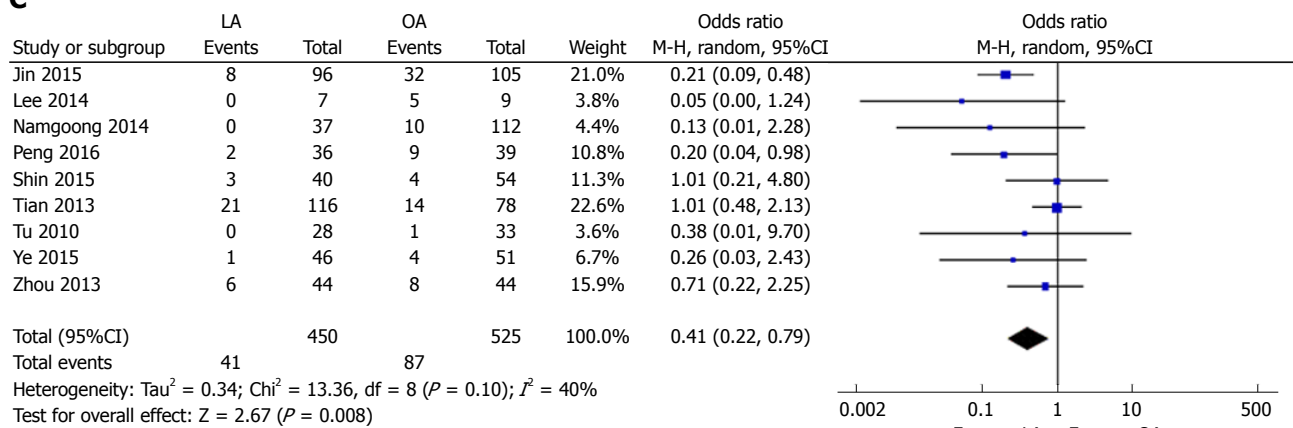 C
LA OA Odds ratio Odds ratio
Study or subgroup Events Total Events Total Weight M-H, random, 95%CI M-H, random, 95%CI
Jin 2015 8 96 32 105 21.0% 0.21 (0.09, 0.48)
Lee 2014 0 7 5 9 3.8% 0.05 (0.00, 1.24)
Namgoong 2014 0 37 10 112 4.4% 0.13 (0.01, 2.28)
Peng 2016 2 36 9 39 10.8% 0.20 (0.04, 0.98)
Shin 2015 3 40 4 54 11.3% 1.01 (0.21, 4.80)
Tian 2013 21 116 14 78 22.6% 1.01 (0.48, 2.13)
Tu 2010 0 28 1 33 3.6% 0.38 (0.01, 9.70)
Ye 2015 1 46 4 51 6.7% 0.26 (0.03, 2.43)
Zhou 2013 6 44 8 44 15.9% 0.71 (0.22, 2.25)
Total (95%CI) 450 525 100.0% 0.41 (0.22, 0.79)
Total events 41 87
Heterogeneity: Tau² = 0.34; Chi² = 13.36, df = 8 (P = 0.10); I² = 40%
Test for overall effect: Z = 2.67 (P = 0.008)
0.002 0.1 1 10 500